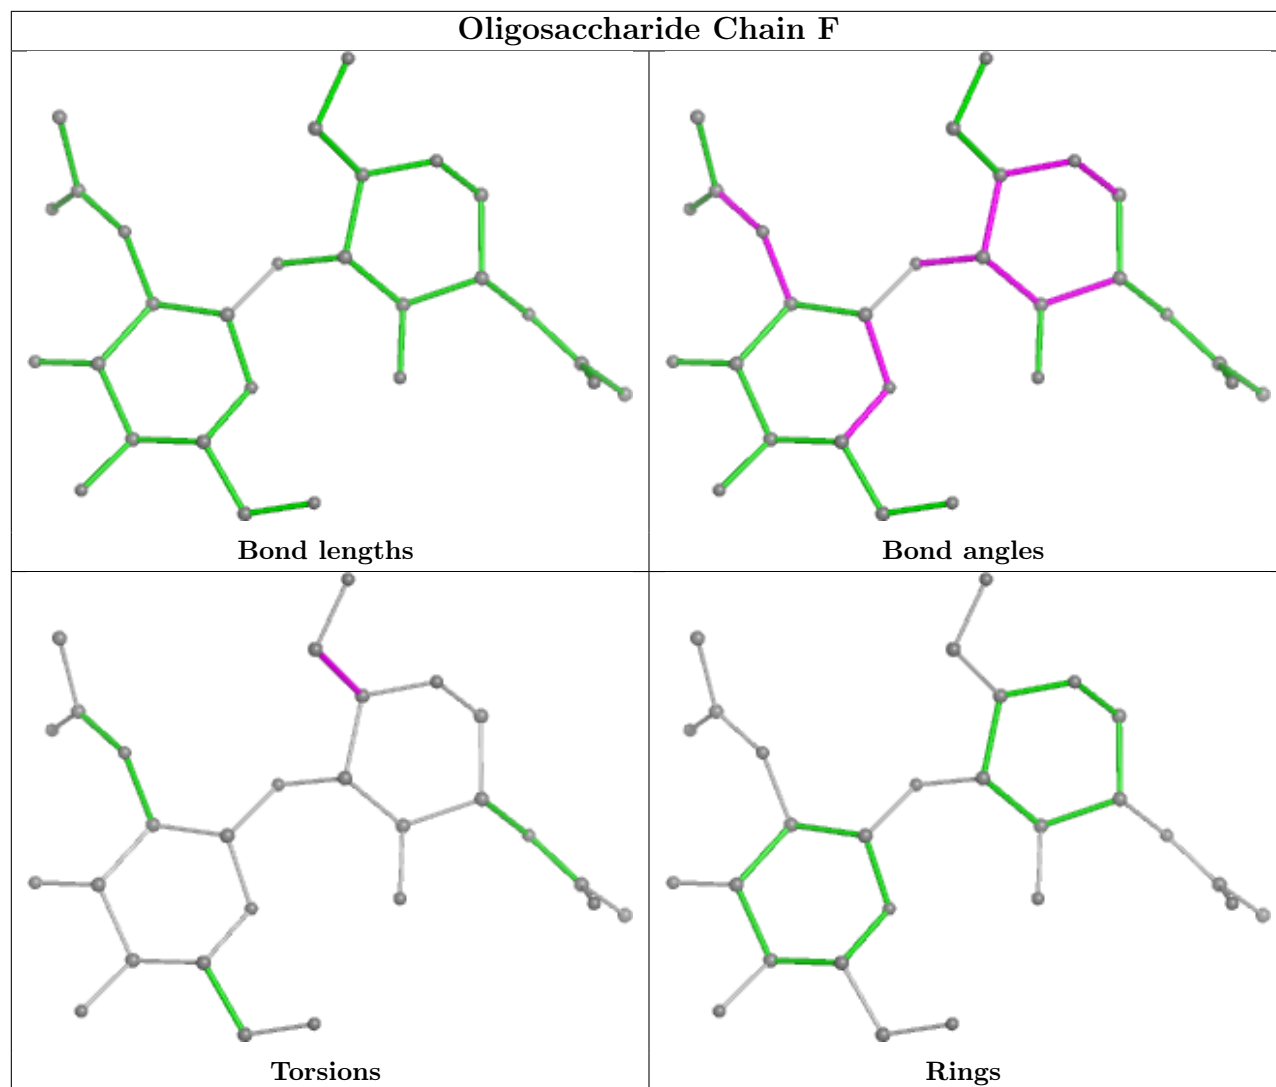 Oligosaccharide Chain F
Bond lengths
Bond angles
Torsions
Rings